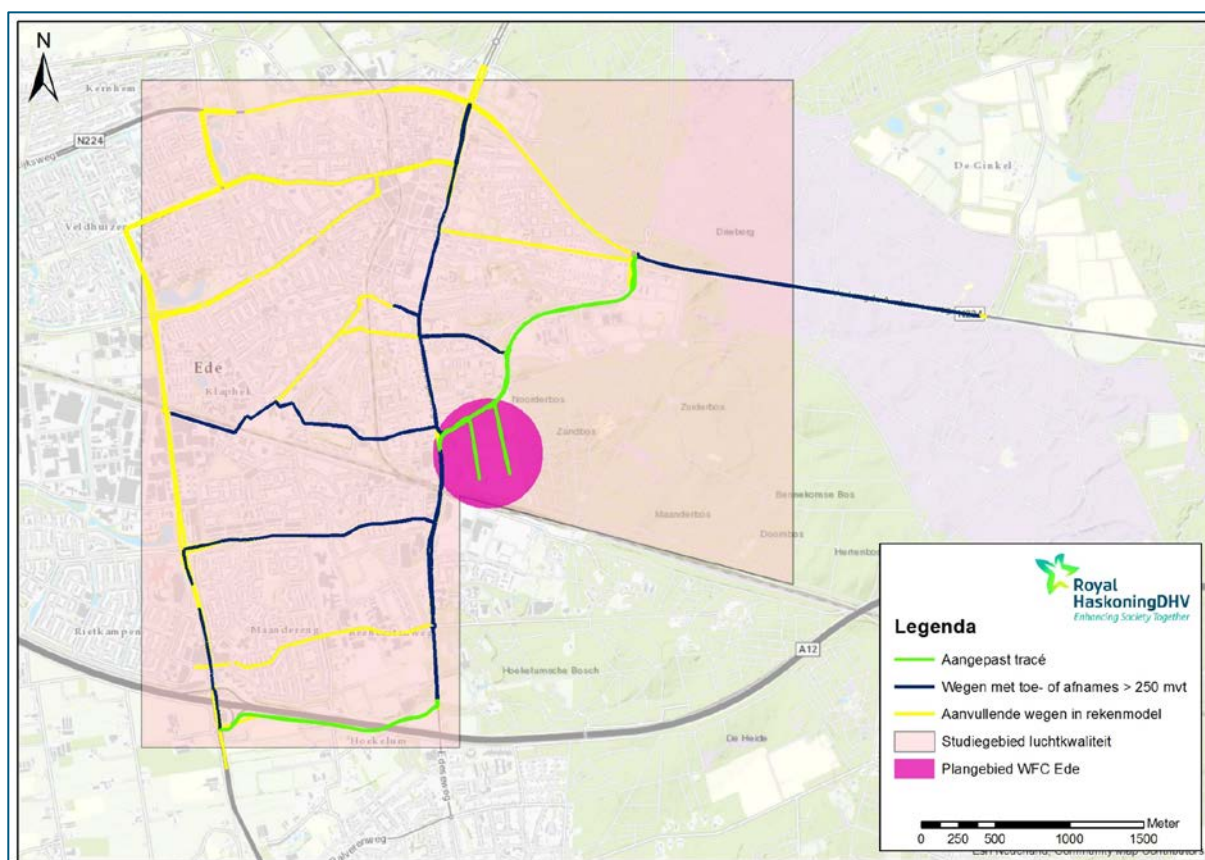 N
Kernhem
N224
Veldhuizen
De Ginkel
Drieberg
N224
Ede
Klaphek
Noorderbos
Zandbos
Zuiderbos
Maanderbos
Bennekomse Bos
Doornbos
Rietkampen
Maandereng
Hoekelumsche Bosch
A12
De Heide
Hoekelum
Edeseweg
Royal
HaskoningDHV
Enhancing Society Together
Legenda
Aangepast tracé
Wegen met toe- of afnames > 250 mvt
Aanvullende wegen in rekenmodel
Studiegebied luchtkwaliteit
Plangebied WFC Ede
Meter
0 250 500 1000 1500